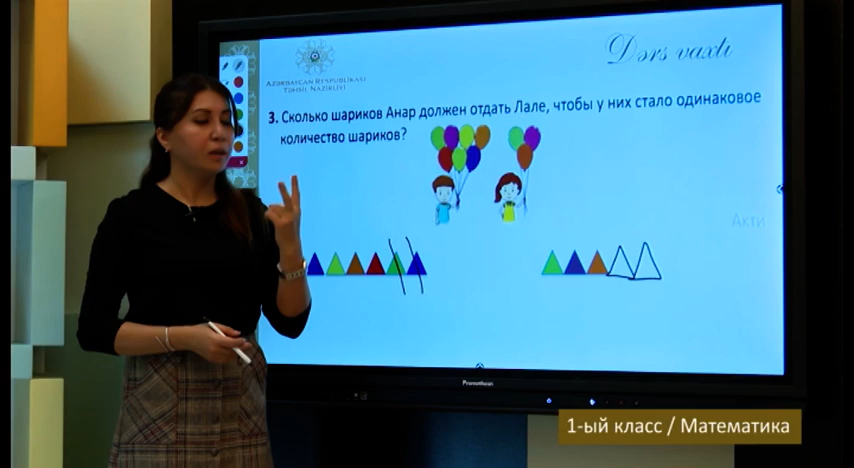 Dərs vaxtı
AZƏRBAYCAN RESPUBLİKASI
TƏHSİL NAZİRLİYİ
3. Сколько шариков Анар должен отдать Лале, чтобы у них стало одинаковое
количество шариков?
Акти
Promethean
1-ый класс / Математика